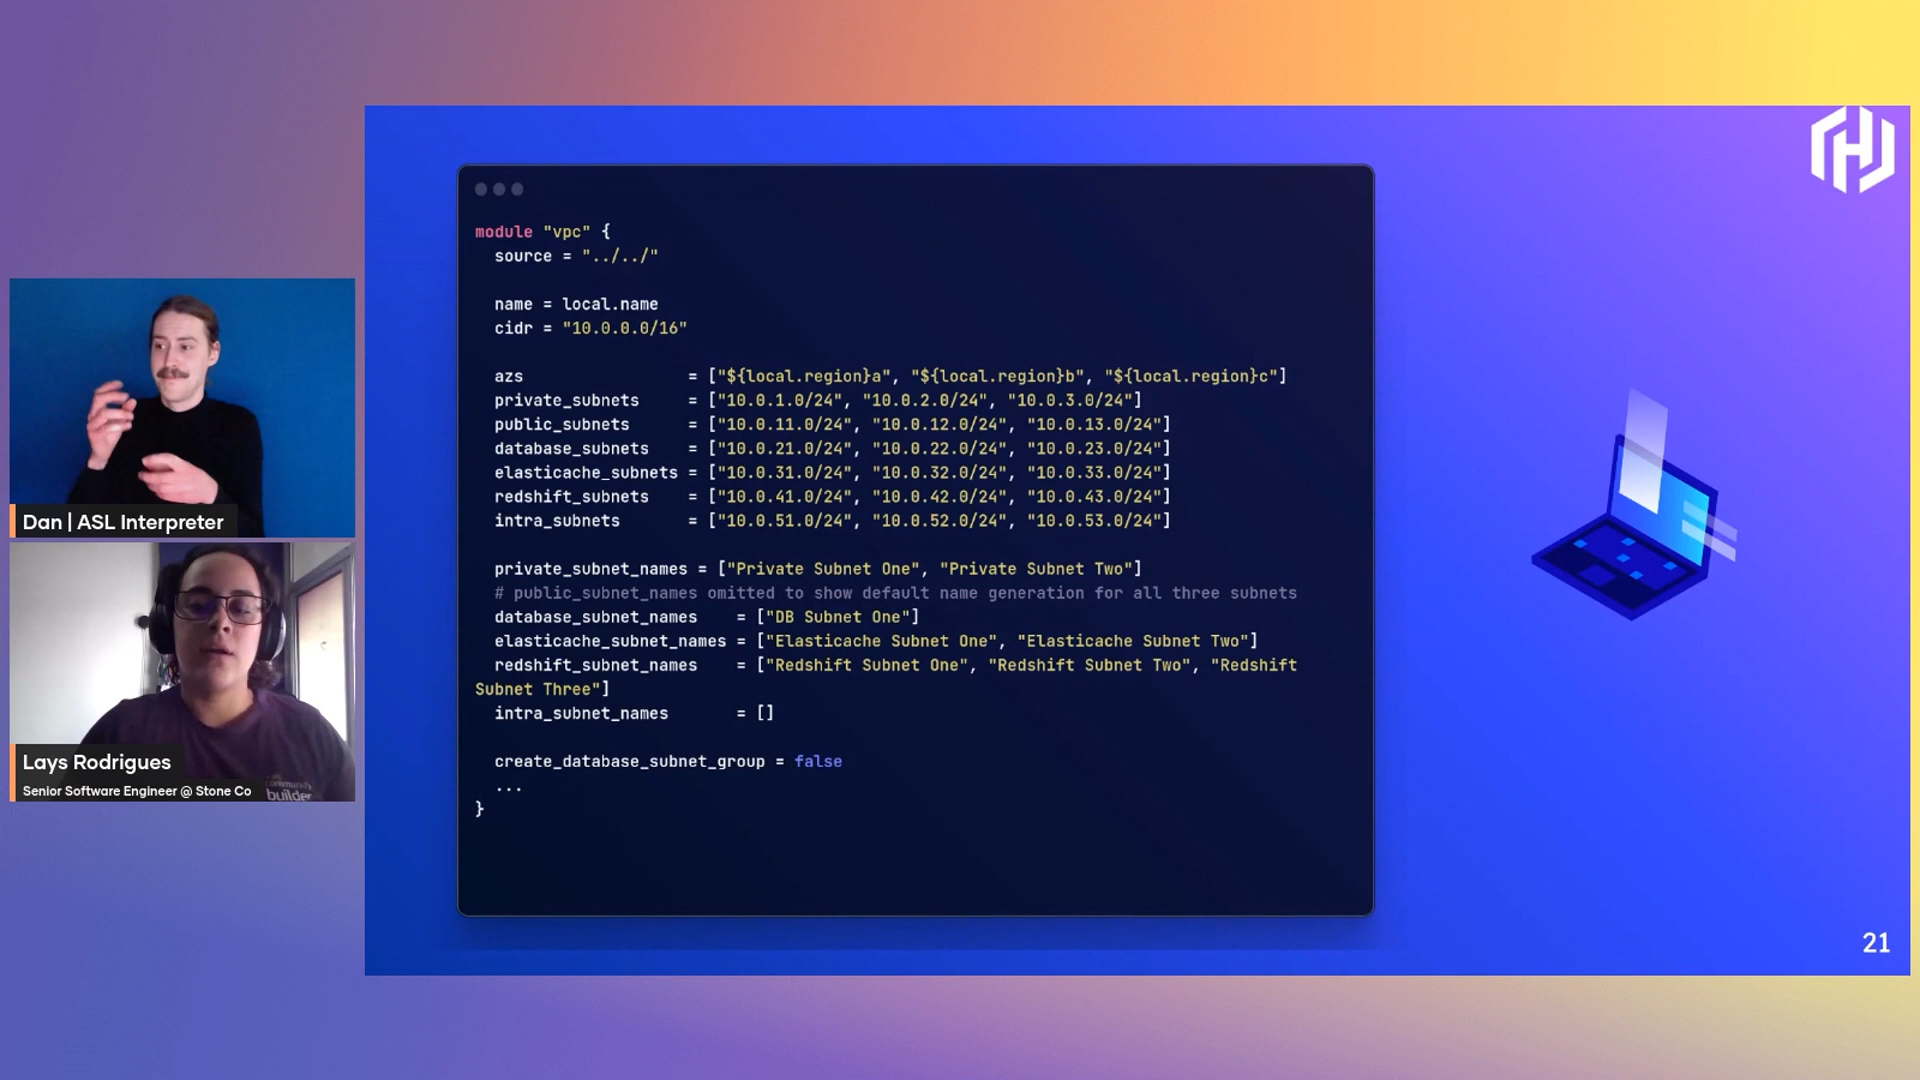 module "vpc" {
  source = "../../"

  name = local.name
  cidr = "10.0.0.0/16"

  azs                 = ["${local.region}a", "${local.region}b", "${local.region}c"]
  private_subnets     = ["10.0.1.0/24", "10.0.2.0/24", "10.0.3.0/24"]
  public_subnets      = ["10.0.11.0/24", "10.0.12.0/24", "10.0.13.0/24"]
  database_subnets    = ["10.0.21.0/24", "10.0.22.0/24", "10.0.23.0/24"]
  elasticache_subnets = ["10.0.31.0/24", "10.0.32.0/24", "10.0.33.0/24"]
  redshift_subnets    = ["10.0.41.0/24", "10.0.42.0/24", "10.0.43.0/24"]
  intra_subnets       = ["10.0.51.0/24", "10.0.52.0/24", "10.0.53.0/24"]

  private_subnet_names = ["Private Subnet One", "Private Subnet Two"]
  # public_subnet_names omitted to show default name generation for all three subnets
  database_subnet_names    = ["DB Subnet One"]
  elasticache_subnet_names = ["Elasticache Subnet One", "Elasticache Subnet Two"]
  redshift_subnet_names    = ["Redshift Subnet One", "Redshift Subnet Two", "Redshift
Subnet Three"]
  intra_subnet_names       = []

  create_database_subnet_group = false
  ...
}
21
Dan | ASL Interpreter
community
builder
Lays Rodrigues
Senior Software Engineer @ Stone Co